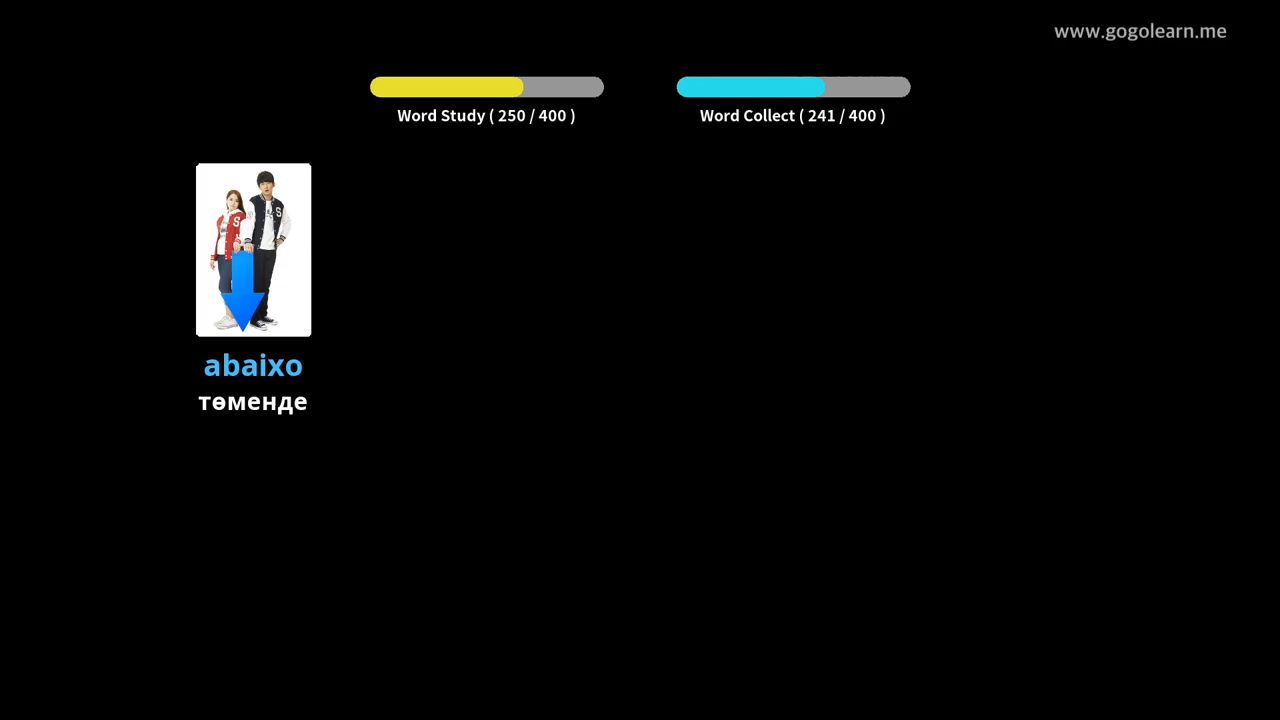 www.gogolearn.me
Word Study ( 250 / 400 )
Word Collect ( 241 / 400 )
S
S
abaixo
төменде